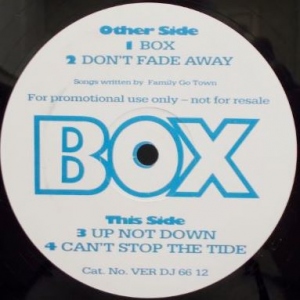 Other Side
1 BOX
2 DON'T FADE AWAY
Songs written by Family Go Town
For promotional use only – not for resale
BOX
This Side
3 UP NOT DOWN
4 CAN'T STOP THE TIDE
Cat. No. VER DJ 66 12